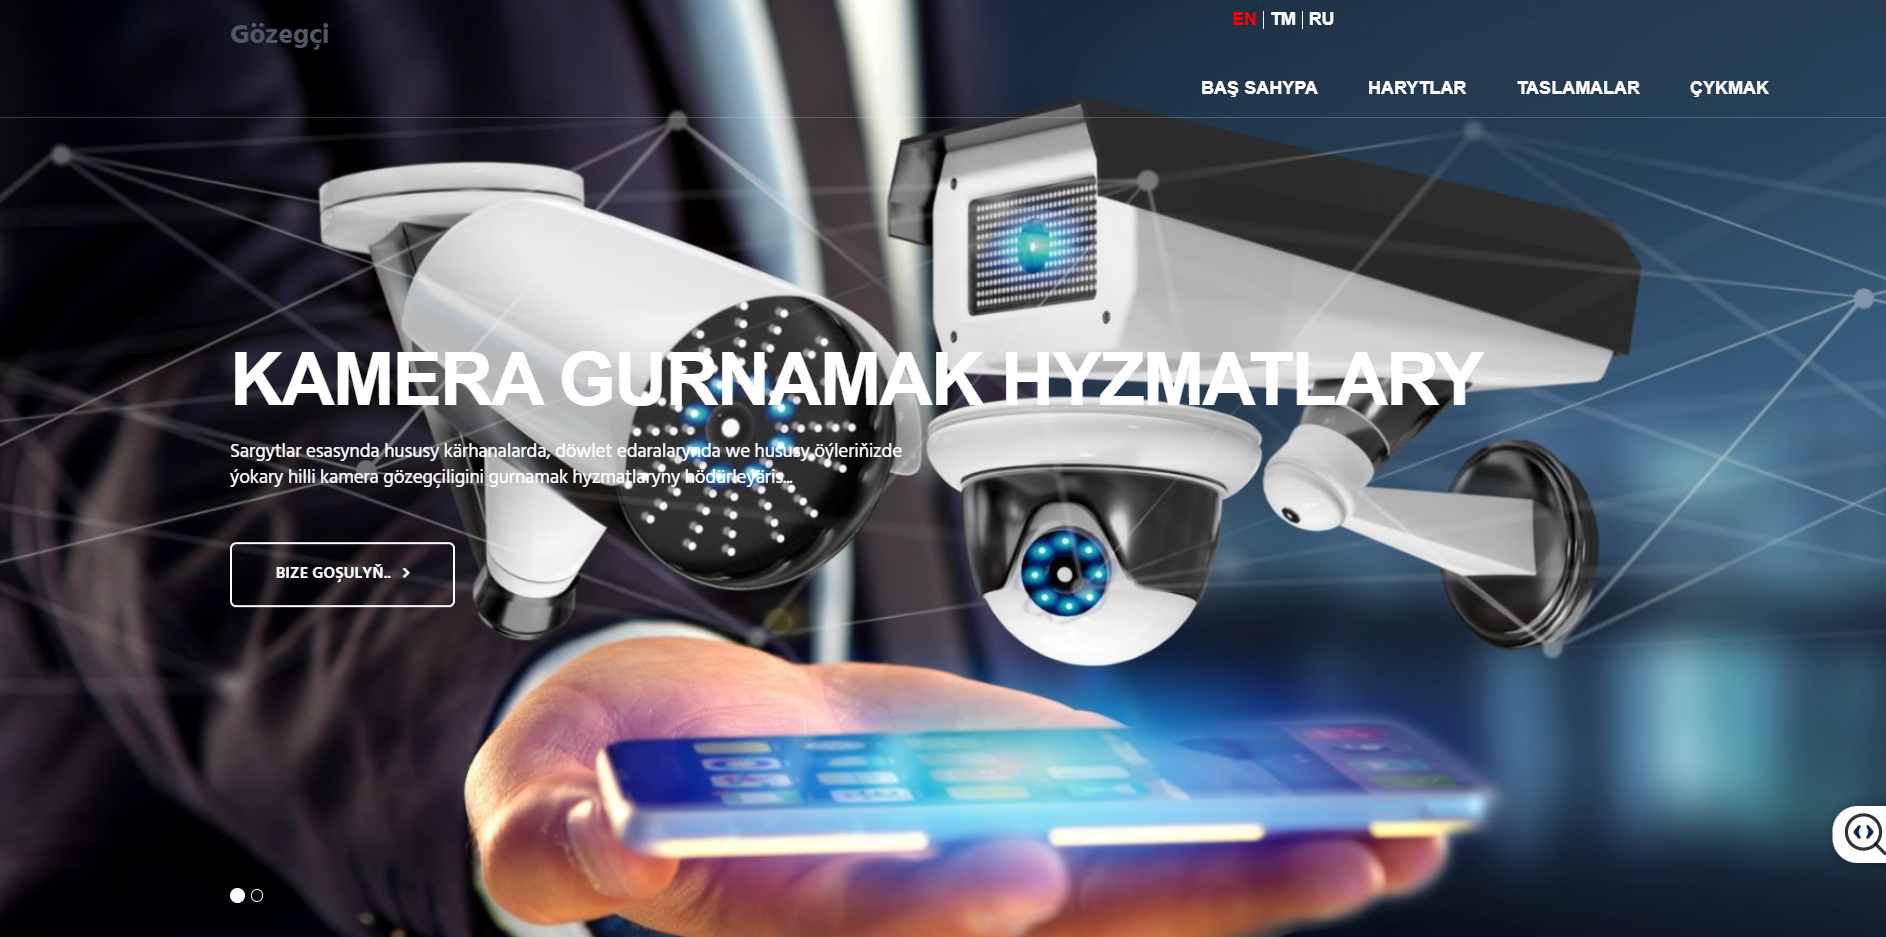 Gözegçi
EN | TM | RU
BAŞ SAHYPA HARYTLAR TASLAMALAR ÇYKMAK
KAMERA GURNAMAK HYZMATLARY
Sargytlar esasynda hususy kärhanalarda, döwlet edaralarynda we hususy öýleriňizde
ýokary hilli kamera gözegçiligini gurnamak hyzmatlaryny hödürleýäris...
BIZE GOŞULYŇ..